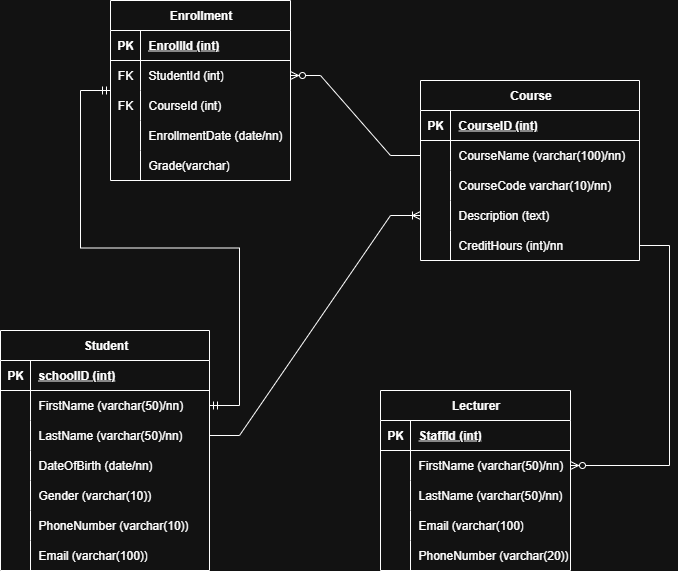 Enrollment
PK EnrollId (int)
FK StudentId (int)
FK CourseId (int)
EnrollmentDate (date/nn)
Grade(varchar)
Course
PK CourseID (int)
CourseName (varchar(100)/nn)
CourseCode varchar(10)/nn)
Description (text)
CreditHours (int)/nn
Student
PK schoolID (int)
FirstName (varchar(50)/nn)
LastName (varchar(50)/nn)
DateOfBirth (date/nn)
Gender (varchar(10))
PhoneNumber (varchar(10))
Email (varchar(100))
Lecturer
PK StaffId (int)
FirstName (varchar(50)/nn)
LastName (varchar(50)/nn)
Email (varchar(100)
PhoneNumber (varchar(20))